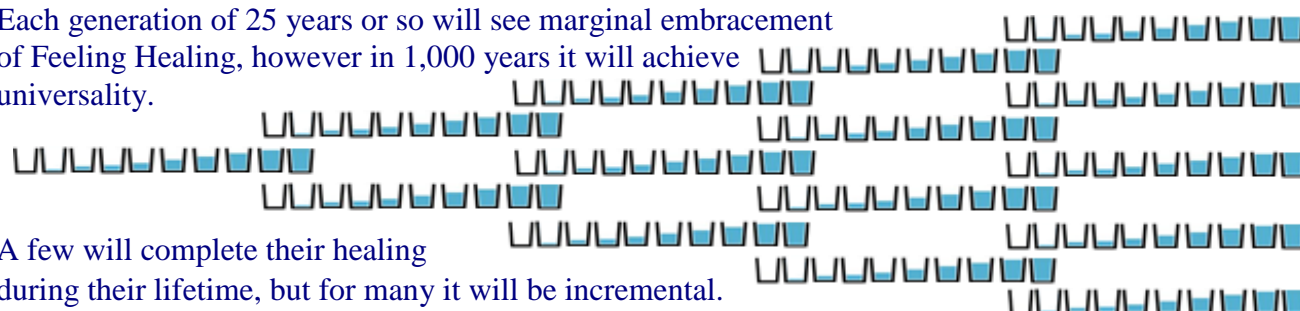 Each generation of 25 years or so will see marginal embracement
of Feeling Healing, however in 1,000 years it will achieve
universality.
A few will complete their healing
during their lifetime, but for many it will be incremental.